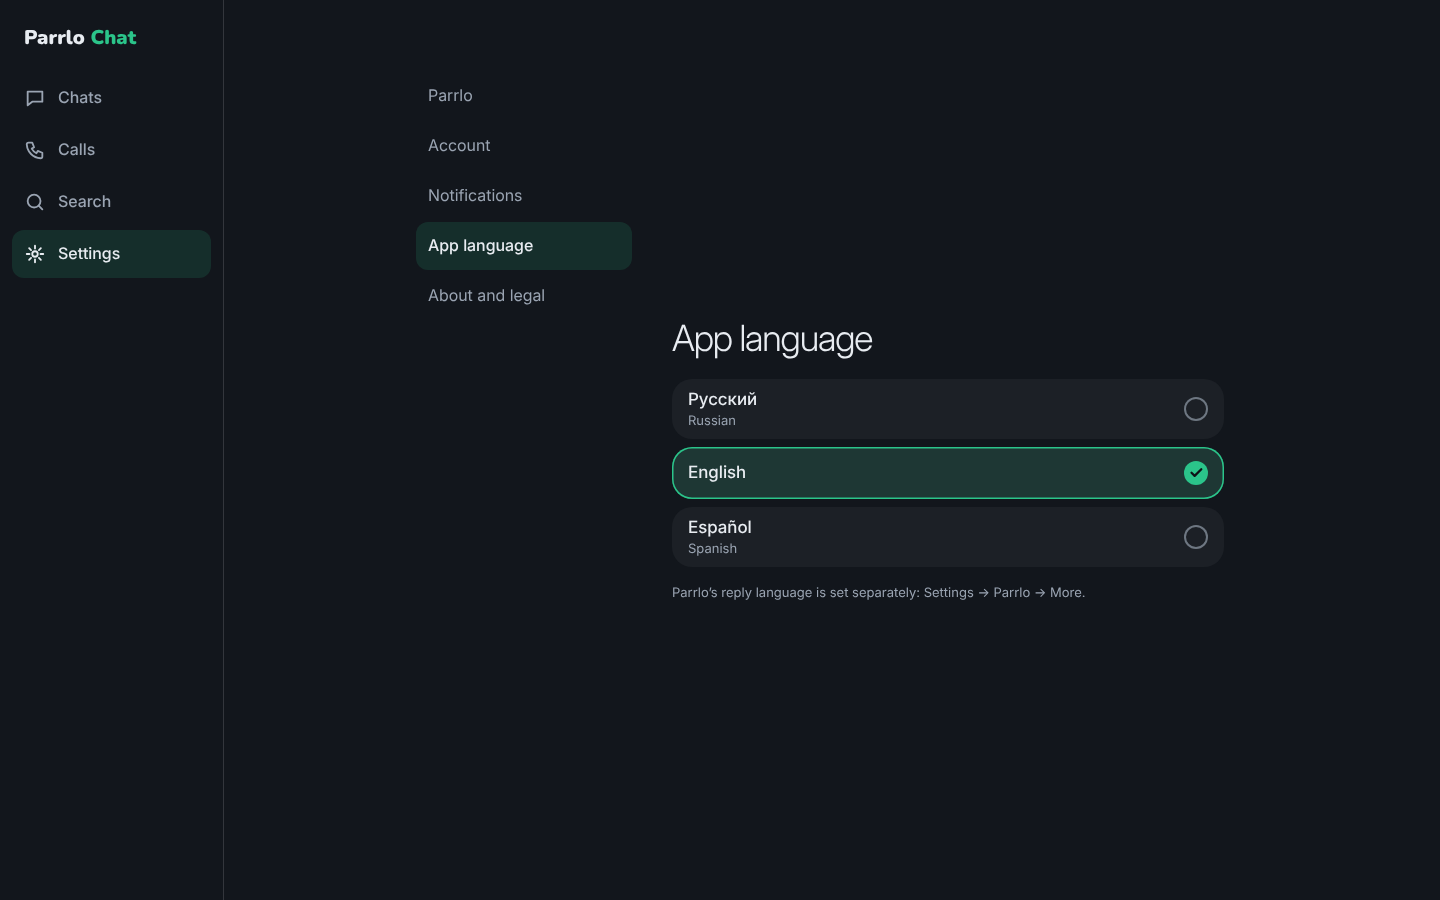 Parrlo Chat
Chats
Calls
Search
Settings
Parrlo
Account
Notifications
App language
About and legal
App language
Русский
Russian
English
Español
Spanish
Parrlo’s reply language is set separately: Settings → Parrlo → More.